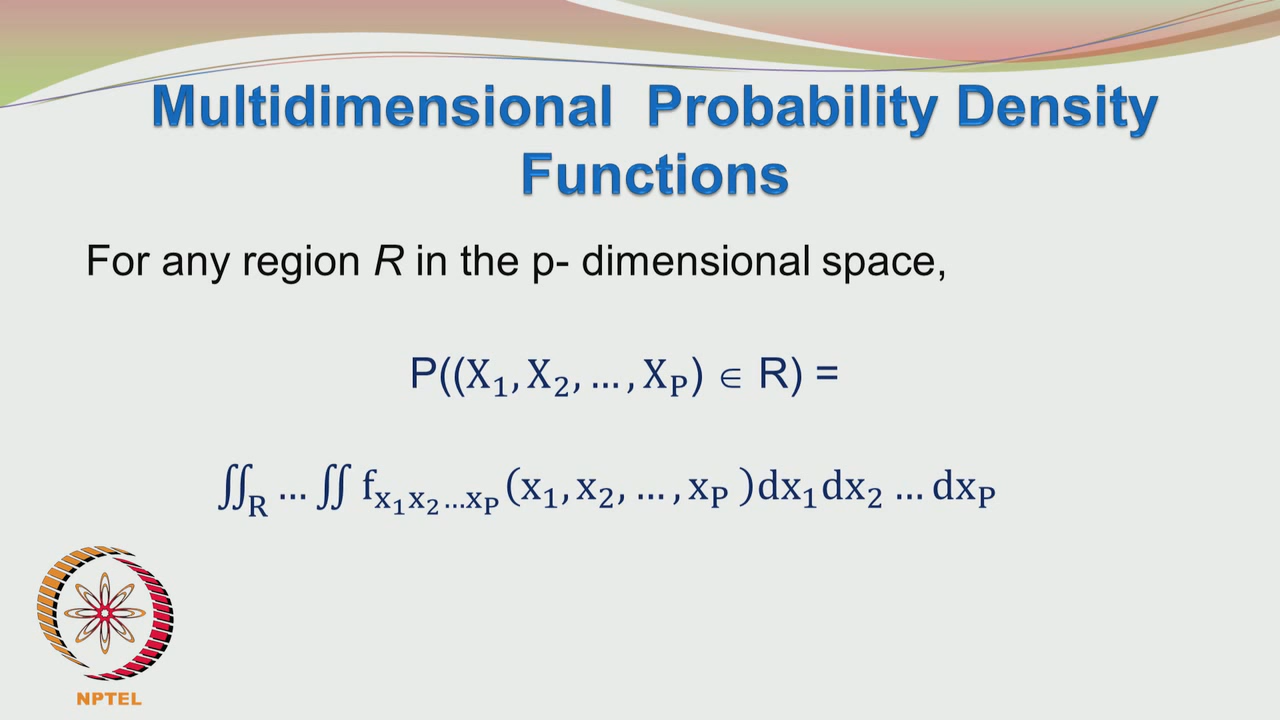 Multidimensional Probability Density
Functions
For any region R in the p- dimensional space,
P((X₁, X₂, … , X_P) ∈ R) =
∬_R … ∬ f_{x₁x₂…x_P} (x₁, x₂, … , x_P )dx₁dx₂ … dx_P
NPTEL